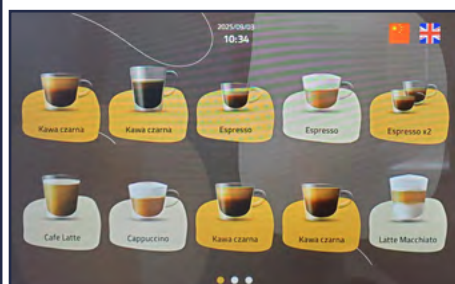 2025/09/03
10:34
Kawa czarna
Kawa czarna
Espresso
Espresso
Espresso x2
Cafe Latte
Cappuccino
Kawa czarna
Kawa czarna
Latte Macchiato